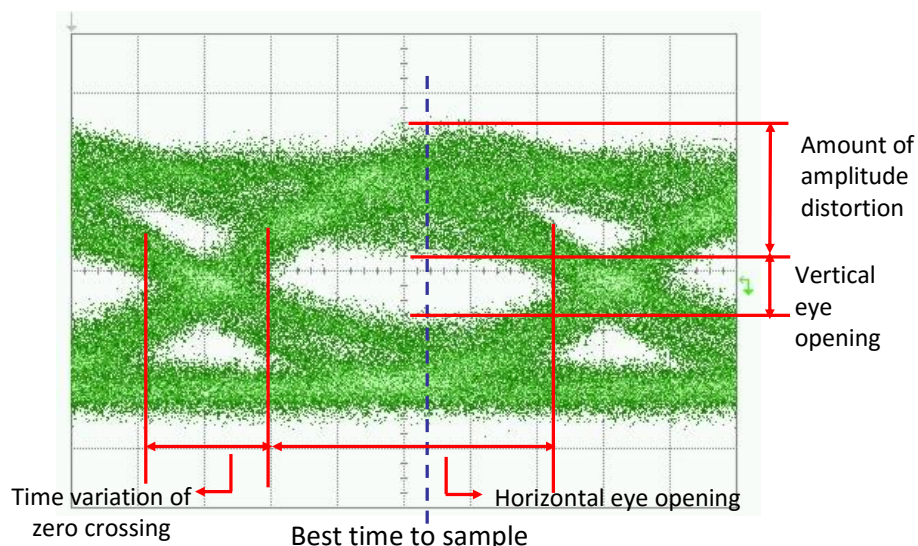 Amount of
amplitude
distortion
Vertical
eye
opening
Time variation of
zero crossing
Horizontal eye opening
Best time to sample